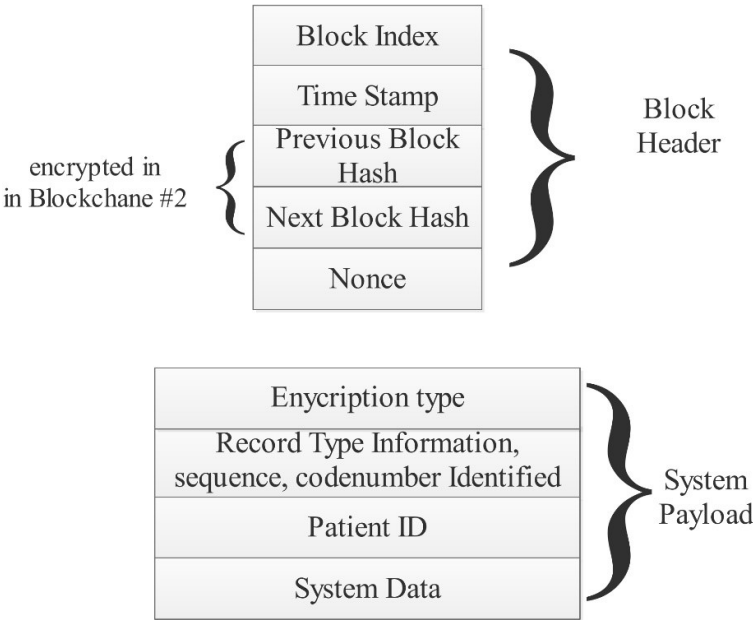 Block Index
Time Stamp
Previous Block
Hash
Next Block Hash
Nonce
encrypted in
in Blockchane #2
Block
Header
Enycription type
Record Type Information,
sequence, codenumber Identified
Patient ID
System Data
System
Payload